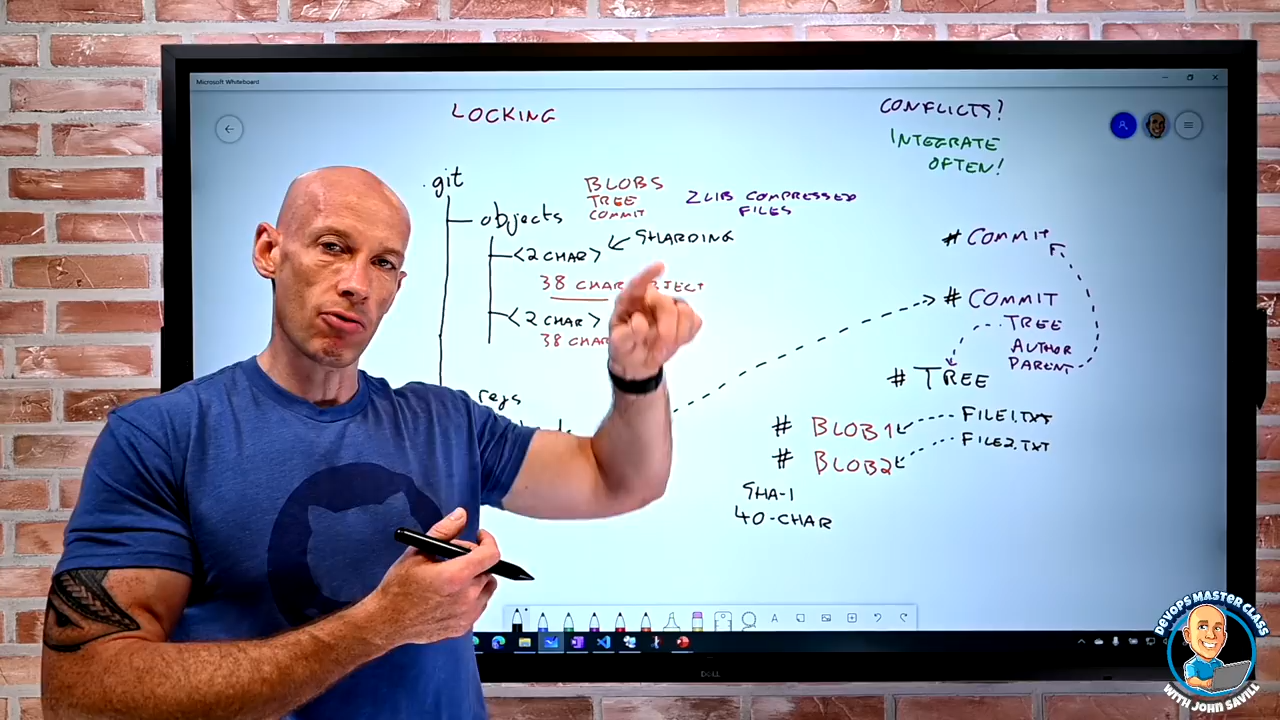 Microsoft Whiteboard
LOCKING
CONFLICTS?
INTEGRATE
OFTEN!
.git
objects
BLOBS
TREE
COMMIT
ZLIB COMPRESSED
FILES
<2 CHAR>
SHARDING
38 CHAR
<2 CHAR>
38 CHAR
# COMMIT
# COMMIT
TREE
AUTHOR
PARENT
# TREE
# BLOB1
FILE1.TXT
# BLOB2
FILE2.TXT
SHA-1
40-CHAR
DELL
DEVOPS MASTER CLASS
WITH JOHN SAVILL